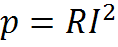 p = RI²